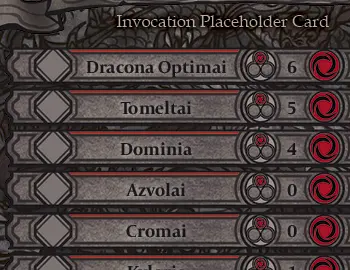 Invocation Placeholder Card
Dracona Optimai 6
Tomeltai 5
Dominia 4
Azvolai 0
Cromai 0